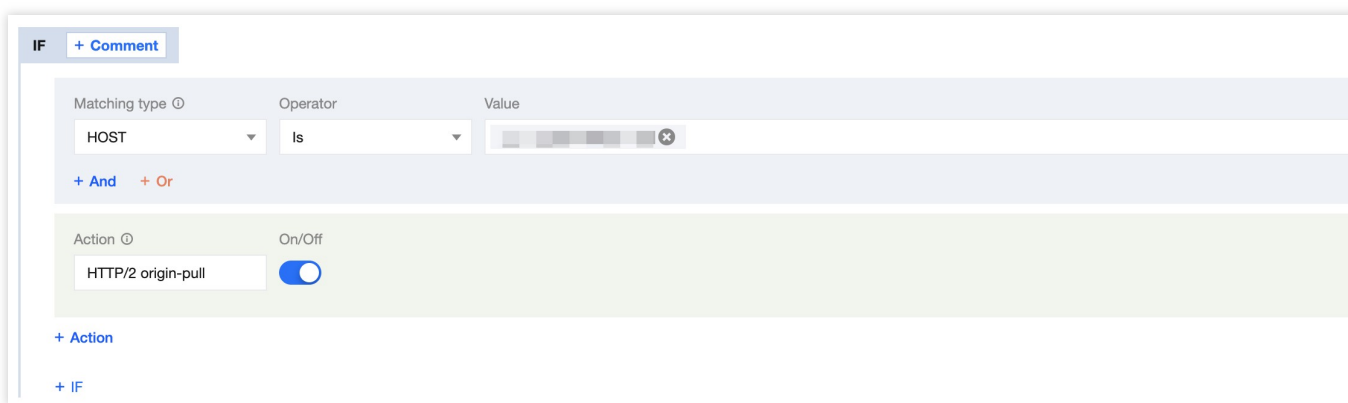 IF + Comment
Matching type Operator Value
HOST Is
+ And + Or
Action On/Off
HTTP/2 origin-pull
+ Action
+ IF